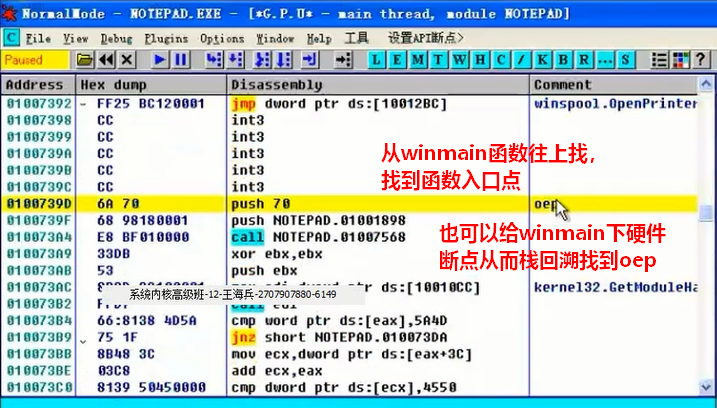 NormalMode - NOTEPAD.EXE - [*G.P.U* - main thread, module NOTEPAD]
C File View Debug Plugins Options Window Help 工具 设置API断点>
Paused L E M T W H C / K B R ... S ?
Address Hex dump Disassembly Comment
01007392 - FF25 BC120001 jmp dword ptr ds:[10012BC] winspool.OpenPrinter
01007398 CC int3
01007399 CC int3
0100739A CC int3
0100739B CC int3
0100739C CC int3
从winmain函数往上找，
找到函数入口点
0100739D 6A 70 push 70 oep
0100739F 68 98180001 push NOTEPAD.01001898
010073A4 E8 BF010000 call NOTEPAD.01007568
也可以给winmain下硬件
断点从而栈回溯找到oep
010073A9 33DB xor ebx,ebx
010073AB 53 push ebx
ds:[10010CC] kernel32.GetModuleHa
系统内核高级班-12-王海兵-2707907880-6149
010073B4 66:8138 4D5A cmp word ptr ds:[eax],5A4D
010073B9 75 1F jnz short NOTEPAD.010073DA
010073BB 8B48 3C mov ecx,dword ptr ds:[eax+3C]
010073BE 03C8 add ecx,eax
010073C0 8139 50450000 cmp dword ptr ds:[ecx],4550